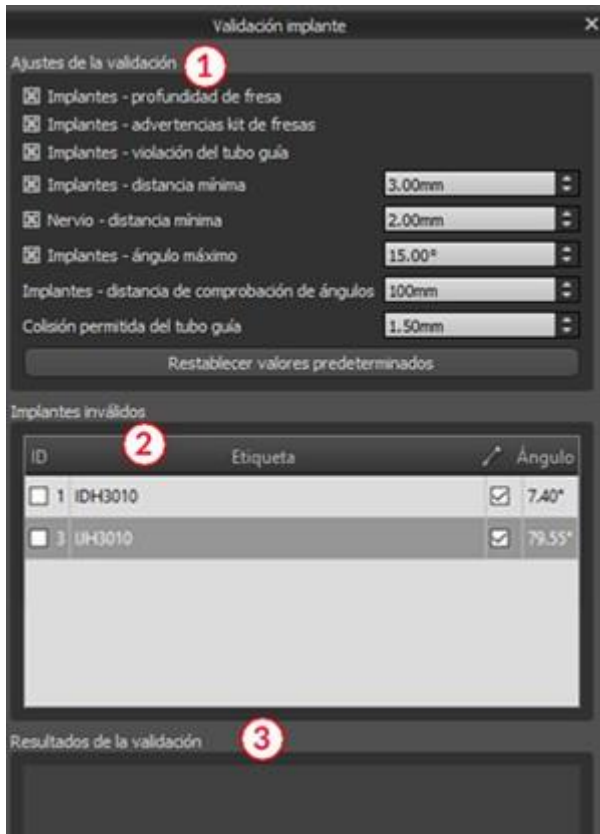 Validación implante
Ajustes de la validación 1
Implantes - profundidad de fresa
Implantes - advertencias kit de fresas
Implantes - violación del tubo guía
Implantes - distancia mínima 3.00mm
Nervio - distancia mínima 2.00mm
Implantes - ángulo máximo 15.00°
Implantes - distancia de comprobación de ángulos 100mm
Colisión permitida del tubo guía 1.50mm
Restablecer valores predeterminados
Implantes inválidos
2
ID Etiqueta Ángulo
1 IDH3010 7.40°
3 IJH3010 79.55°
Resultados de la validación 3